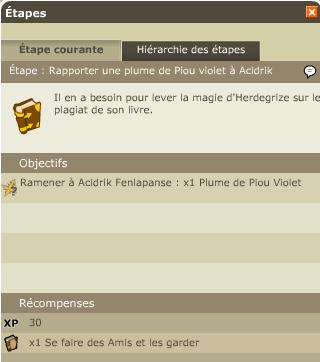 Étapes
Étape courante
Hiérarchie des étapes
Étape : Rapporter une plume de Piou violet à Acidrik
Il en a besoin pour lever la magie d'Herdegrize sur le
plagiat de son livre.
Objectifs
Ramener à Acidrik Fenlapanse : x1 Plume de Piou Violet
Récompenses
XP 30
x1 Se faire des Amis et les garder